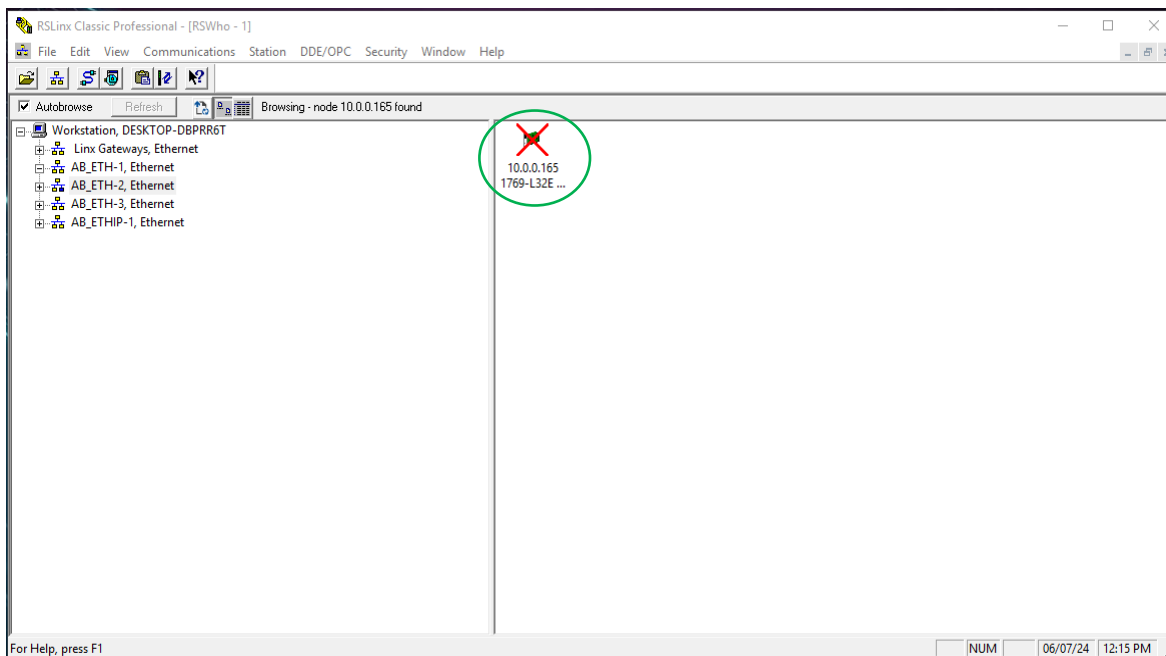 RSLinx Classic Professional - [RSWho - 1]
File Edit View Communications Station DDE/OPC Security Window Help
Autobrowse Refresh Browsing - node 10.0.0.165 found
Workstation, DESKTOP-DBPRR6T
Linx Gateways, Ethernet
AB_ETH-1, Ethernet
AB_ETH-2, Ethernet
AB_ETH-3, Ethernet
AB_ETHIP-1, Ethernet
10.0.0.165
1769-L32E ...
For Help, press F1 NUM 06/07/24 12:15 PM